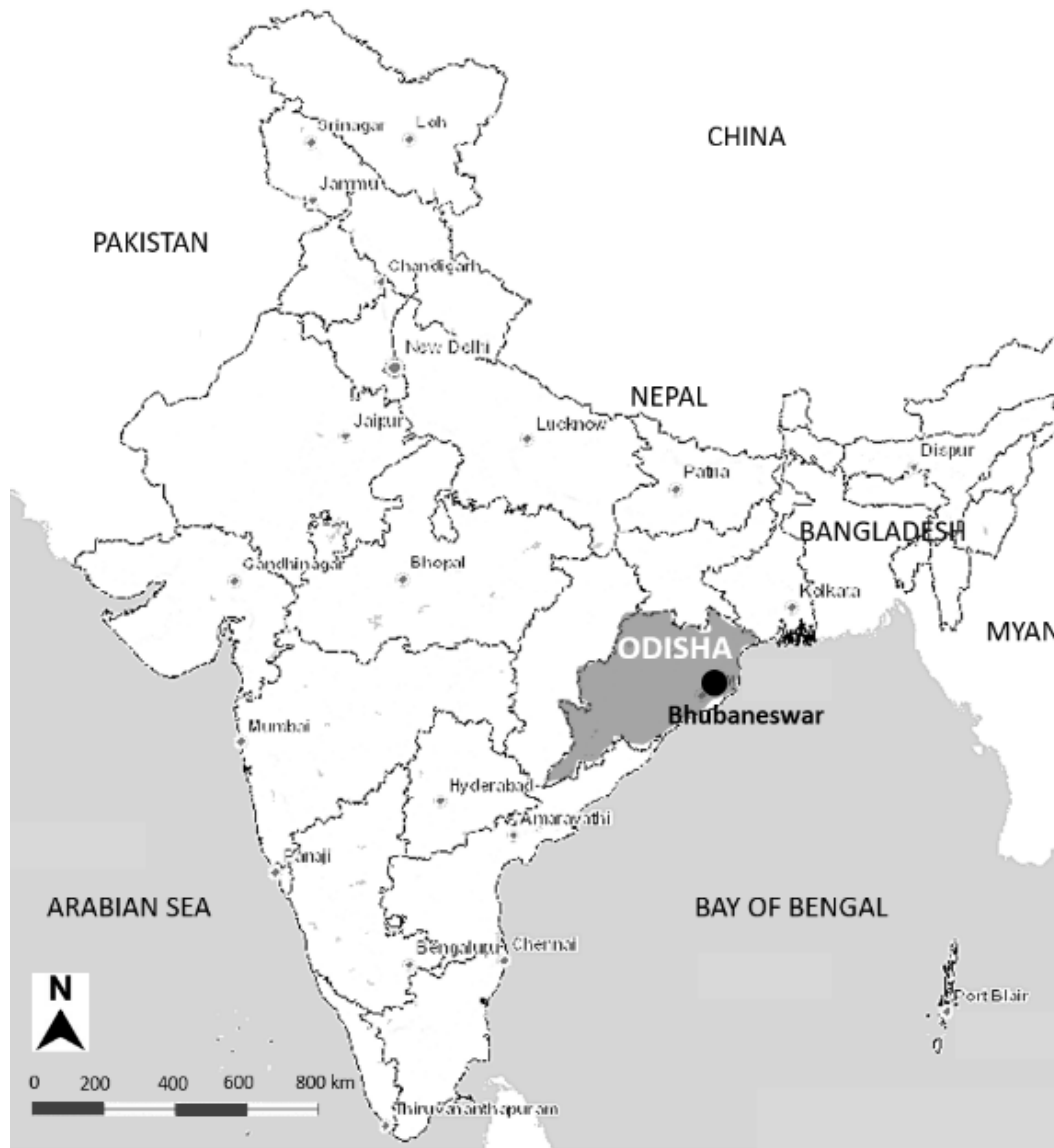 Srinagar
Leh
CHINA
Jammu
PAKISTAN
Chandigarh
New Delhi
NEPAL
Jaipur
Lucknow
Dispur
Patna
BANGLADESH
Gandhinagar
Bhopal
Kolkata
MYAN
ODISHA
Bhubaneswar
Mumbai
Hyderabad
Amaravathi
Panaji
ARABIAN SEA
BAY OF BENGAL
Bengaluru
Chennai
N
Port Blair
0 200 400 600 800 km
Thiruvananthapuram